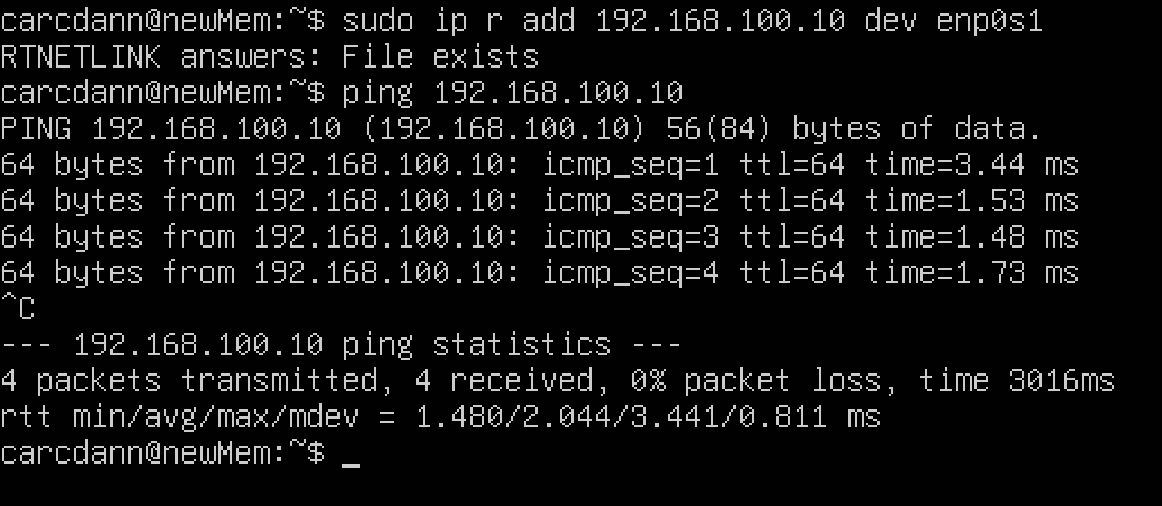 carcdann@newMem:~$ sudo ip r add 192.168.100.10 dev enp0s1
RTNETLINK answers: File exists
carcdann@newMem:~$ ping 192.168.100.10
PING 192.168.100.10 (192.168.100.10) 56(84) bytes of data.
64 bytes from 192.168.100.10: icmp_seq=1 ttl=64 time=3.44 ms
64 bytes from 192.168.100.10: icmp_seq=2 ttl=64 time=1.53 ms
64 bytes from 192.168.100.10: icmp_seq=3 ttl=64 time=1.48 ms
64 bytes from 192.168.100.10: icmp_seq=4 ttl=64 time=1.73 ms
^C
--- 192.168.100.10 ping statistics ---
4 packets transmitted, 4 received, 0% packet loss, time 3016ms
rtt min/avg/max/mdev = 1.480/2.044/3.441/0.811 ms
carcdann@newMem:~$ _